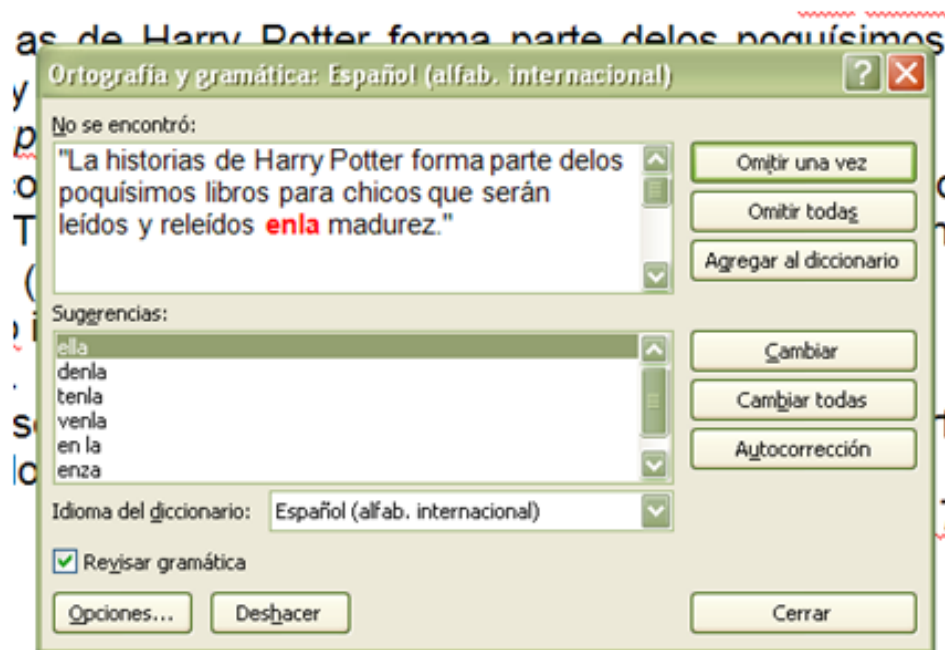 as de Harry Potter forma parte delos poquísimos
Ortografía y gramática: Español (alfab. internacional)
No se encontró:
"La historias de Harry Potter forma parte delos
poquísimos libros para chicos que serán
leídos y releídos enla madurez."
Omitir una vez
Omitir todas
Agregar al diccionario
Sugerencias:
ella
denla
tenla
venla
en la
enza
Cambiar
Cambiar todas
Autocorrección
Idioma del diccionario: Español (alfab. internacional)
Revisar gramática
Opciones... Deshacer Cerrar